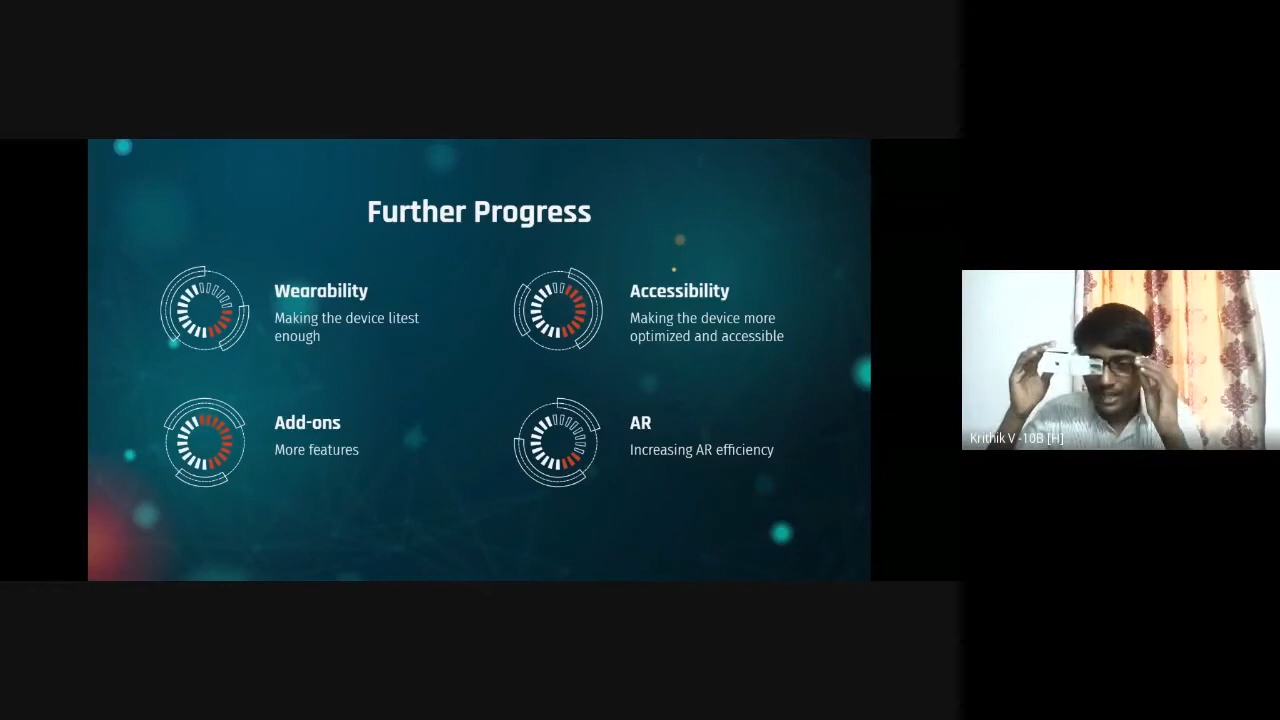 Further Progress
Wearability
Making the device litest
enough
Accessibility
Making the device more
optimized and accessible
Add-ons
More features
AR
Increasing AR efficiency
Krithik V -10B [H]